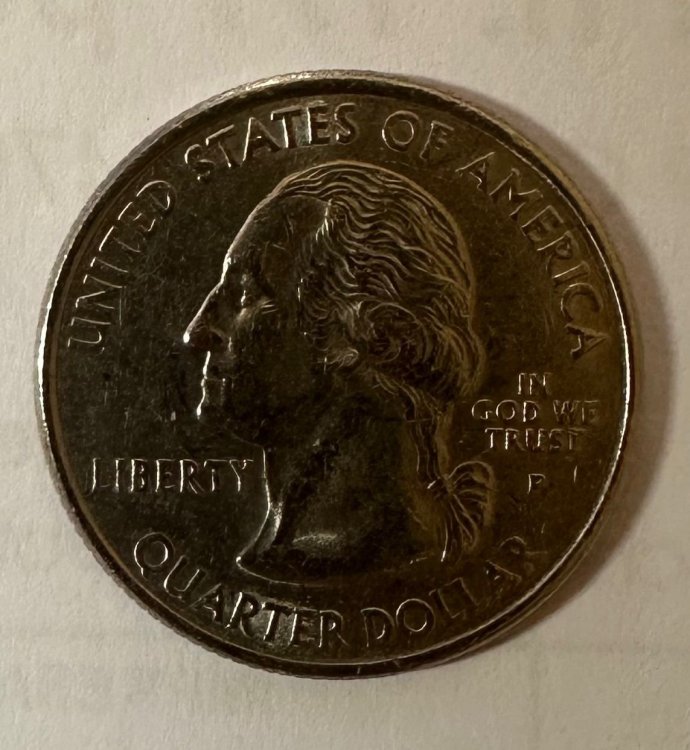 UNITED STATES OF AMERICA
LIBERTY
IN
GOD WE
TRUST
P
QUARTER DOLLAR